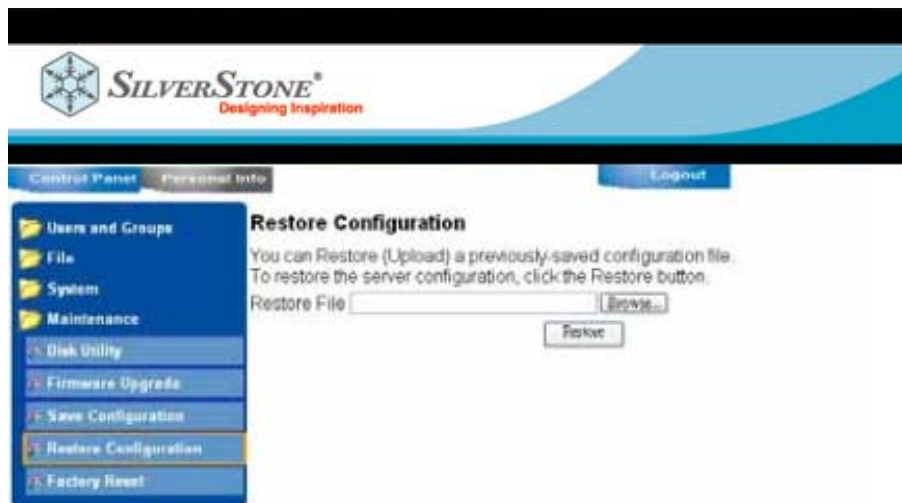 SILVERSTONE®
Designing Inspiration
Control Panel
Personal Info
Logout
Users and Groups
File
System
Maintenance
Disk Utility
Firmware Upgrade
Save Configuration
Restore Configuration
Factory Reset
Restore Configuration
You can Restore (Upload) a previously-saved configuration file.
To restore the server configuration, click the Restore button.
Restore File
Browse...
Restore